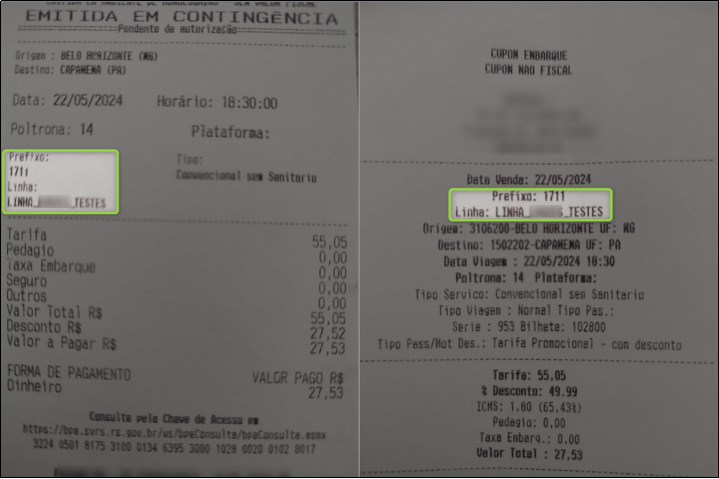 EMITIDA EM CONTINGÊNCIA
Pendente de autorização
Origem : BELO HORIZONTE (MG)
Destino: CAPANEMA (PA)
Data: 22/05/2024 Horário: 18:30:00
Poltrona: 14 Plataforma:
Prefixo:
1711
Linha:
LINHA_ _TESTES
Tipo:
Convencional sem Sanitario
Tarifa 55,05
Pedagio 0,00
Taxa Embarque 0,00
Seguro 0,00
Outros 0,00
Valor Total R$ 55,05
Desconto R$ 27,52
Valor a Pagar R$ 27,53
FORMA DE PAGAMENTO VALOR PAGO R$
Dinheiro 27,53
Consulte pela Chave de Acesso em
https://bpe.svrs.rs.gov.br/ws/bpeConsulta/bpeConsulta.asmx
3224 0501 8175 3100 0134 6395 3000 1028 0020 0102 8017
CUPON EMBARQUE
CUPON NAO FISCAL
Data Venda: 22/05/2024
Prefixo: 1711
Linha: LINHA_ _TESTES
Origem: 3106200-BELO HORIZONTE UF: MG
Destino: 1502202-CAPANEMA UF: PA
Data Viagem : 22/05/2024 18:30
Poltrona: 14 Plataforma:
Tipo Servico: Convencional sem Sanitario
Tipo Viagem : Normal Tipo Pas.:
Serie : 953 Bilhete: 102800
Tipo Pass/Mot Des.: Tarifa Promocional - com desconto
Tarifa: 55,05
% Desconto: 49.99
ICMS: 1,80 (65,43%)
Pedagio: 0,00
Taxa Embarq.: 0,00
Valor Total : 27.53